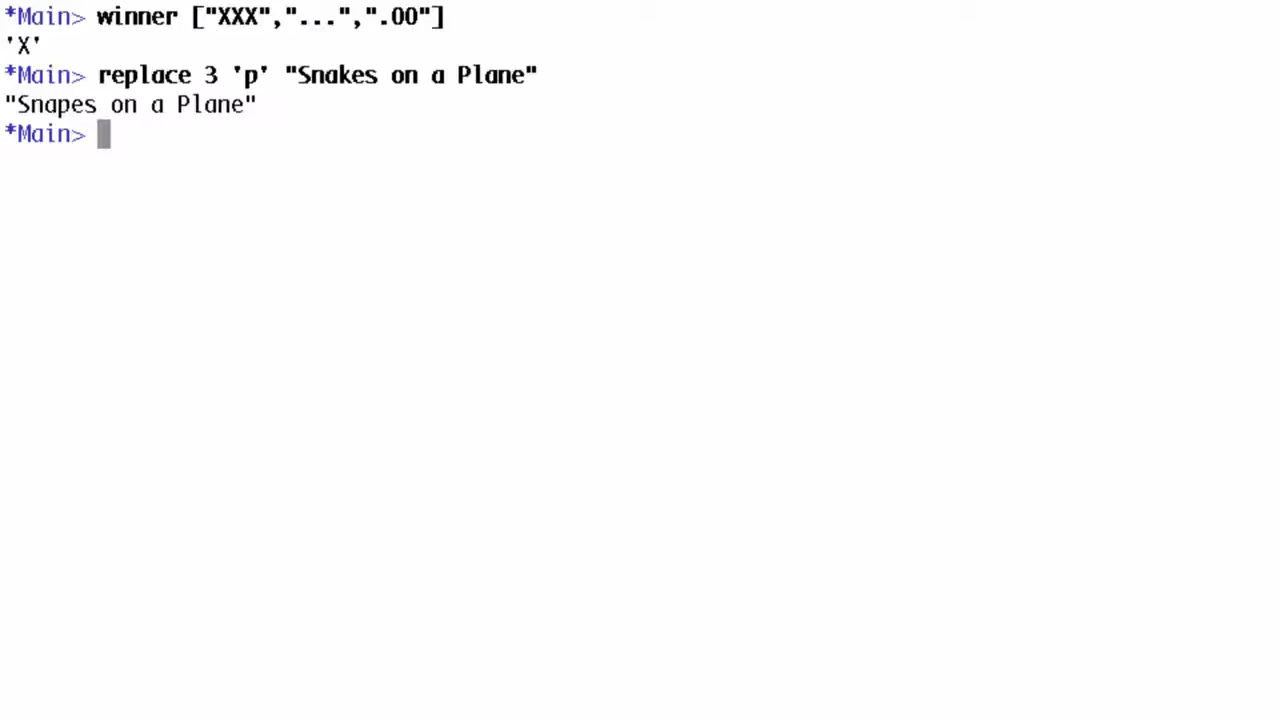 *Main> winner ["XXX","...",".OO"]
'X'
*Main> replace 3 'p' "Snakes on a Plane"
"Snapes on a Plane"
*Main>